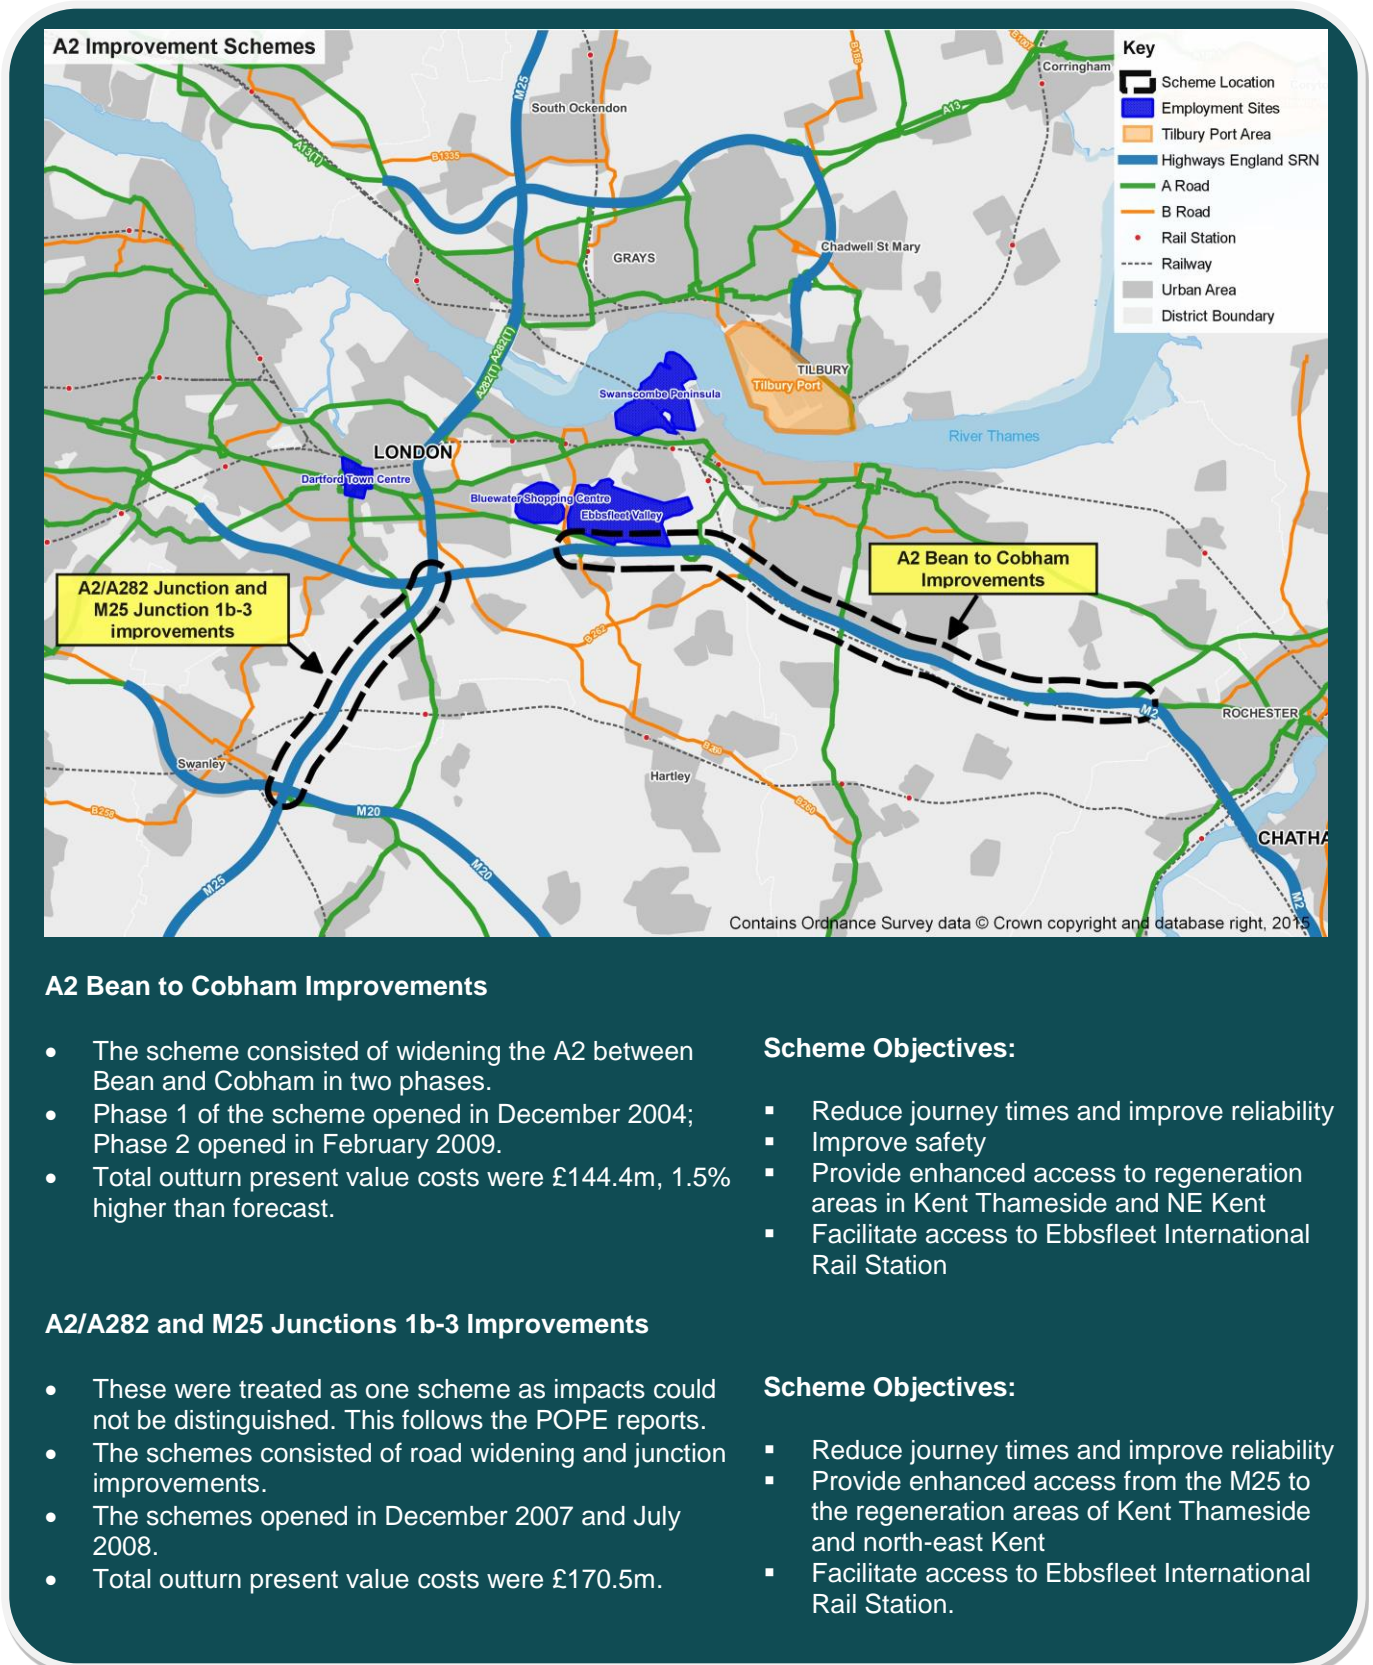 A2 Improvement Schemes
Key
Scheme Location
Employment Sites
Tilbury Port Area
Highways England SRN
A Road
B Road
Rail Station
Railway
Urban Area
District Boundary
M25
South Ockendon
B1007
Corringham
A13
A13(T)
B1335
GRAYS
Chadwell St Mary
A282(T)
A282(T)
TILBURY
Tilbury Port
Swanscombe Peninsula
River Thames
LONDON
Dartford Town Centre
Bluewater Shopping Centre
Ebbsfleet Valley
A2 Bean to Cobham
Improvements
A2/A282 Junction and
M25 Junction 1b-3
improvements
B262
M2
ROCHESTER
Swanley
Hartley
B260
B260
B258
M20
M20
M25
CHATHA
M2
Contains Ordnance Survey data © Crown copyright and database right, 2015
A2 Bean to Cobham Improvements
• The scheme consisted of widening the A2 between
Bean and Cobham in two phases.
• Phase 1 of the scheme opened in December 2004;
Phase 2 opened in February 2009.
• Total outturn present value costs were £144.4m, 1.5%
higher than forecast.
Scheme Objectives:
▪ Reduce journey times and improve reliability
▪ Improve safety
▪ Provide enhanced access to regeneration
areas in Kent Thameside and NE Kent
▪ Facilitate access to Ebbsfleet International
Rail Station
A2/A282 and M25 Junctions 1b-3 Improvements
• These were treated as one scheme as impacts could
not be distinguished. This follows the POPE reports.
• The schemes consisted of road widening and junction
improvements.
• The schemes opened in December 2007 and July
2008.
• Total outturn present value costs were £170.5m.
Scheme Objectives:
▪ Reduce journey times and improve reliability
▪ Provide enhanced access from the M25 to
the regeneration areas of Kent Thameside
and north-east Kent
▪ Facilitate access to Ebbsfleet International
Rail Station.